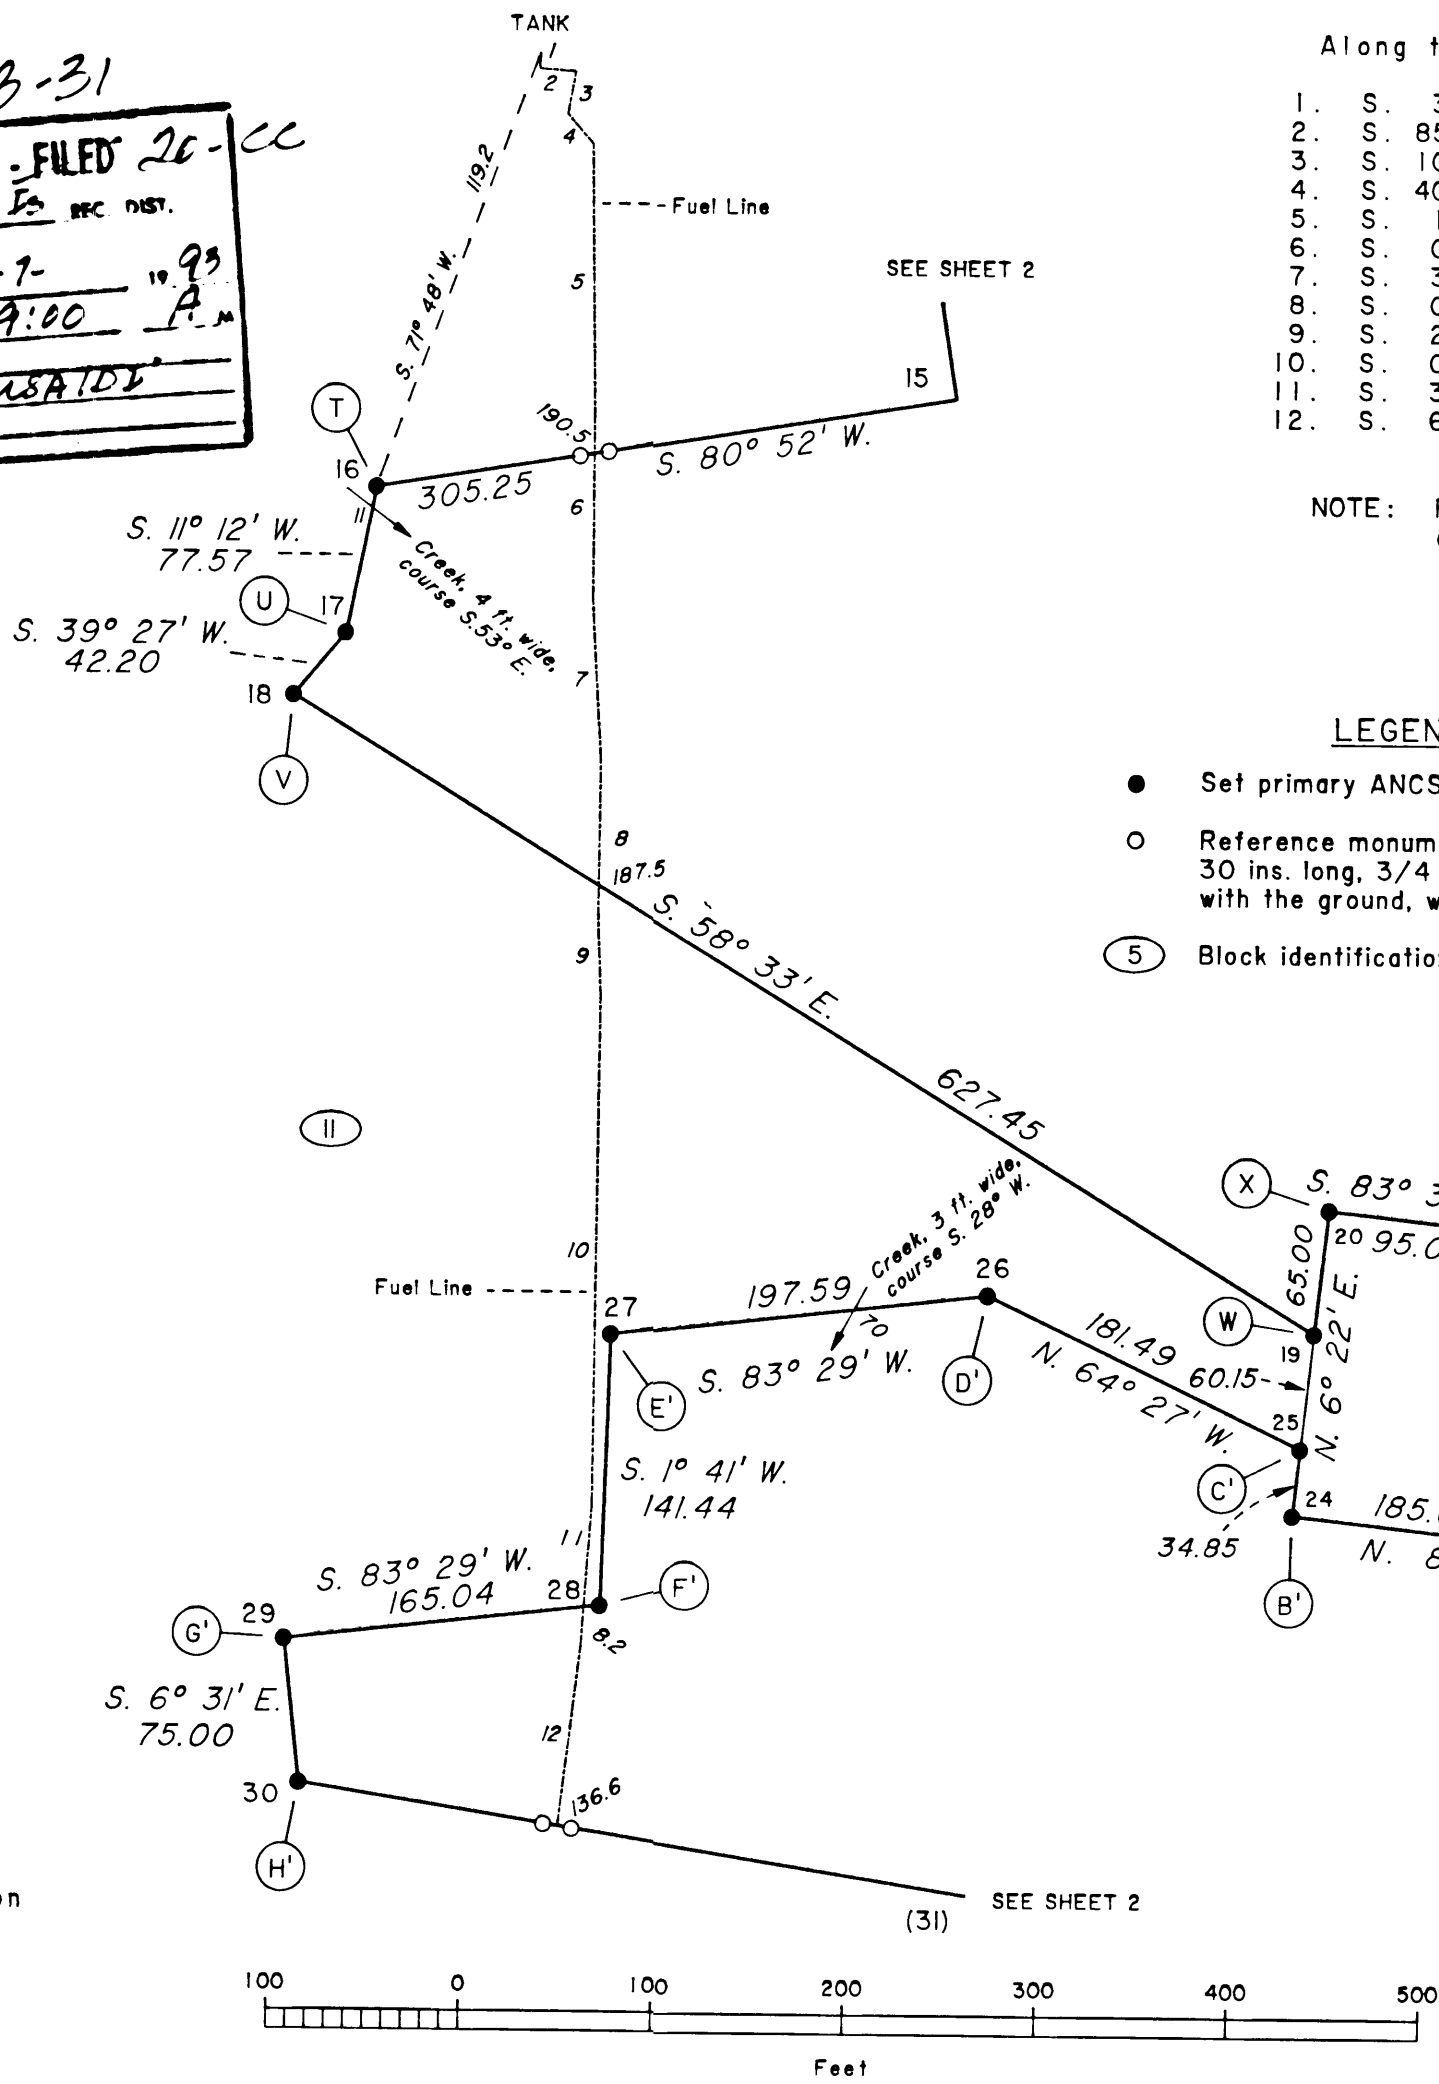 TANK
3-31
- FILED 20-CC
Is REC. DIST.
-7- 19 93
9:00 A M
USAIDI
Along t
1. S. 3
2. S. 85
3. S. 10
4. S. 40
5. S. 1
6. S. 0
7. S. 3
8. S. 0
9. S. 2
10. S. 0
11. S. 3
12. S. 6
NOTE:
1
2
3
4
119.2
S. 71° 48' W.
Fuel Line
5
SEE SHEET 2
15
T
190.5
16
305.25
S. 80° 52' W.
11
6
S. 11° 12' W.
77.57
Creek, 4 ft. wide,
course S.53° E.
U
17
S. 39° 27' W.
42.20
7
18
V
LEGEN
Set primary ANCS
Reference monum
30 ins. long, 3/4
with the ground, w
5
Block identificatio
8
187.5
9
S. 58° 33' E.
627.45
11
Creek, 3 ft. wide,
course S. 28° W.
10
Fuel Line
27
197.59
26
70
S. 83° 29' W.
E'
D'
X
S. 83° 3
20
95.0
65.00
W
19
N. 6° 22' E.
181.49
60.15
N. 64° 27' W.
25
C'
24
34.85
185.
N. 8
B'
S. 1° 41' W.
141.44
11
S. 83° 29' W.
165.04
28
F'
29
G'
8.2
S. 6° 31' E.
75.00
12
30
136.6
H'
on
SEE SHEET 2
(31)
100 0 100 200 300 400 500
Feet